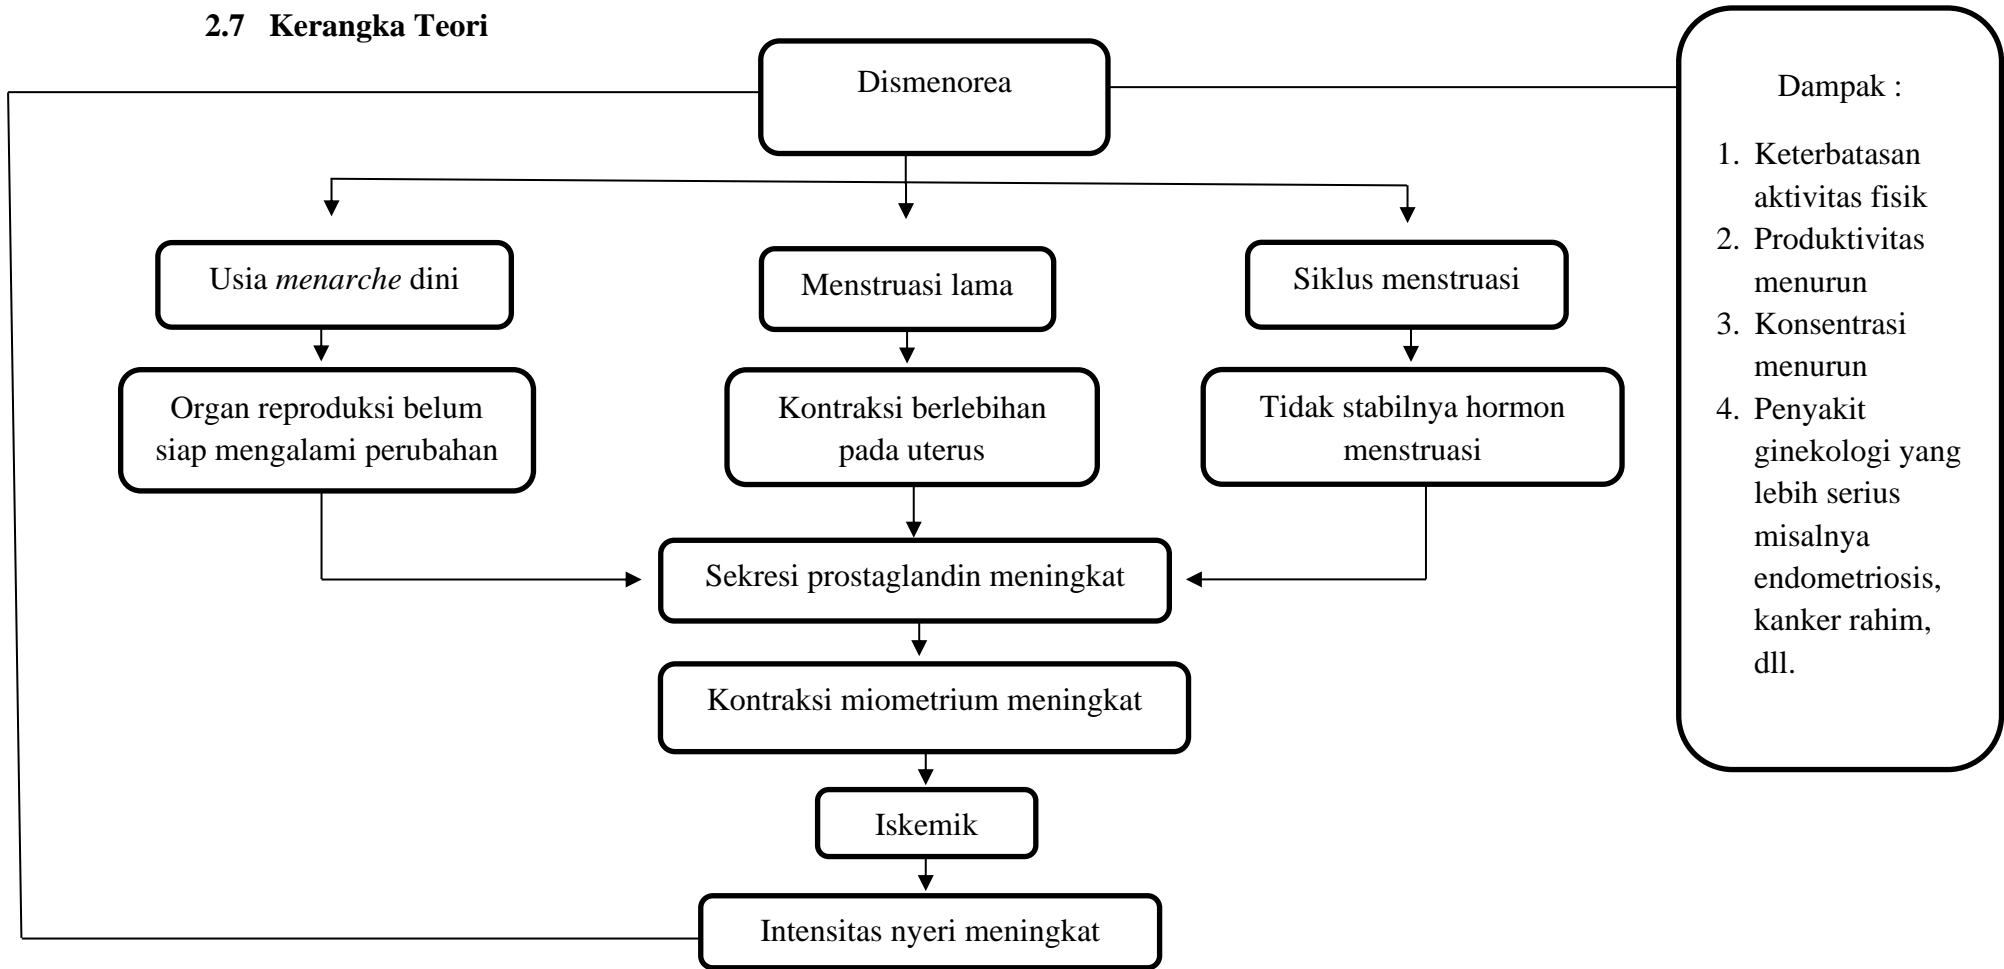 2.7 Kerangka Teori
Dismenorea
Usia menarche dini
Menstruasi lama
Siklus menstruasi
Organ reproduksi belum
siap mengalami perubahan
Kontraksi berlebihan
pada uterus
Tidak stabilnya hormon
menstruasi
Sekresi prostaglandin meningkat
Kontraksi miometrium meningkat
Iskemik
Intensitas nyeri meningkat
Dampak :
1. Keterbatasan
aktivitas fisik
2. Produktivitas
menurun
3. Konsentrasi
menurun
4. Penyakit
ginekologi yang
lebih serius
misalnya
endometriosis,
kanker rahim,
dll.